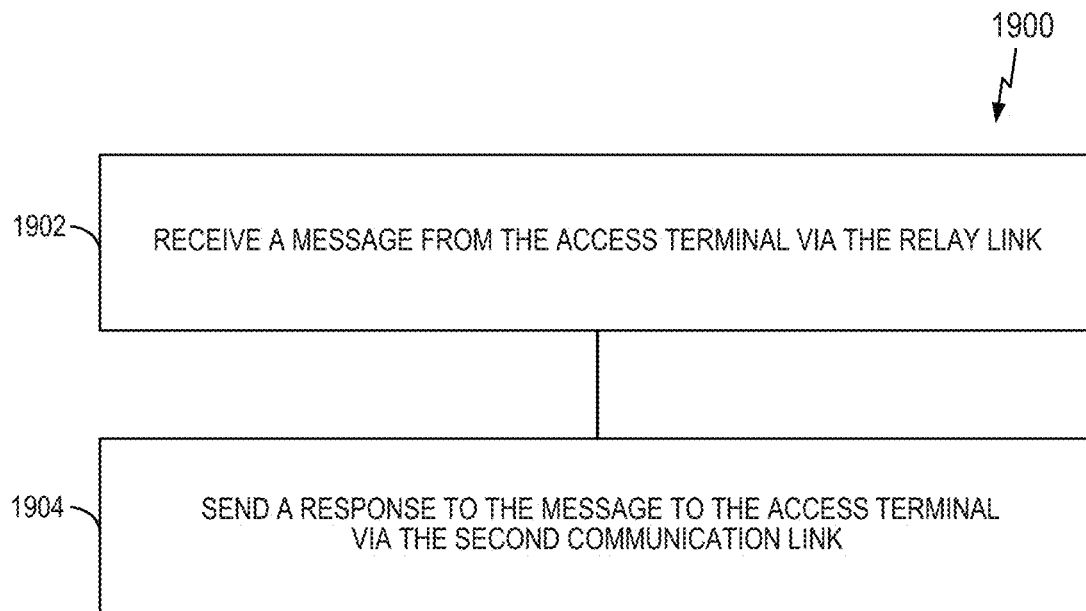 1900
1902
RECEIVE A MESSAGE FROM THE ACCESS TERMINAL VIA THE RELAY LINK
1904
SEND A RESPONSE TO THE MESSAGE TO THE ACCESS TERMINAL
VIA THE SECOND COMMUNICATION LINK